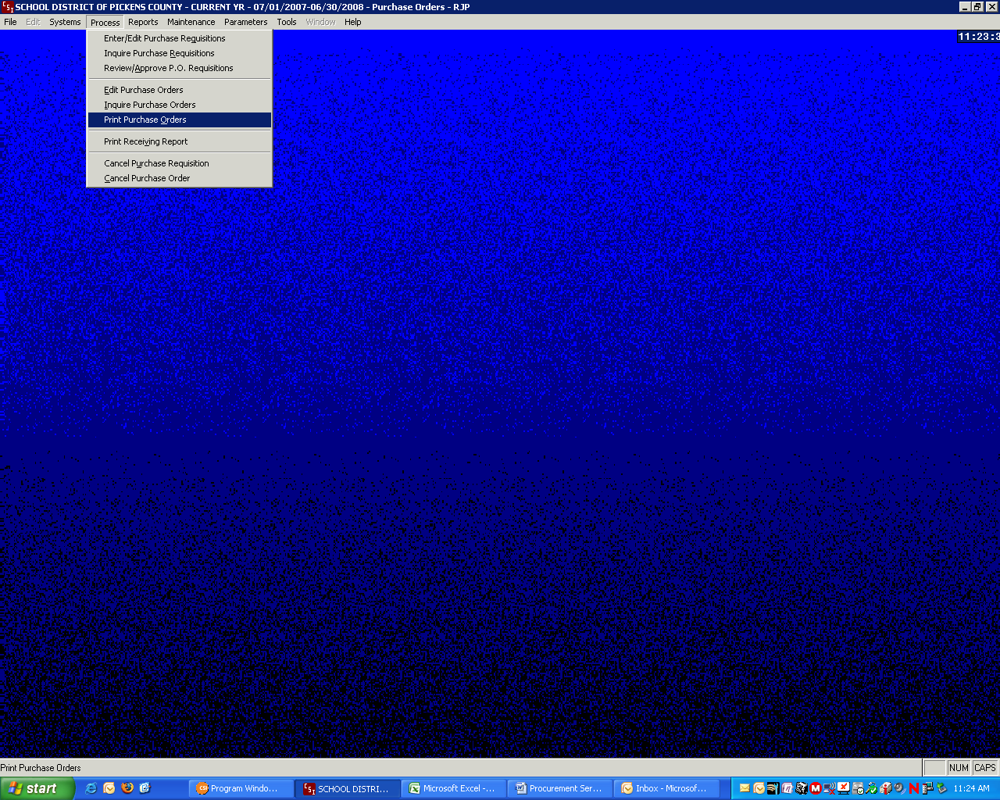 CSI SCHOOL DISTRICT OF PICKENS COUNTY - CURRENT YR - 07/01/2007-06/30/2008 - Purchase Orders - RJP
File Edit Systems Process Reports Maintenance Parameters Tools Window Help
11:23:3
Enter/Edit Purchase Requisitions
Inquire Purchase Requisitions
Review/Approve P.O. Requisitions
Edit Purchase Orders
Inquire Purchase Orders
Print Purchase Orders
Print Receiving Report
Cancel Purchase Requisition
Cancel Purchase Order
Print Purchase Orders NUM CAPS
start CSI Program Windo... CSI SCHOOL DISTRI... Microsoft Excel -... Procurement Ser... Inbox - Microsof... 11:24 AM